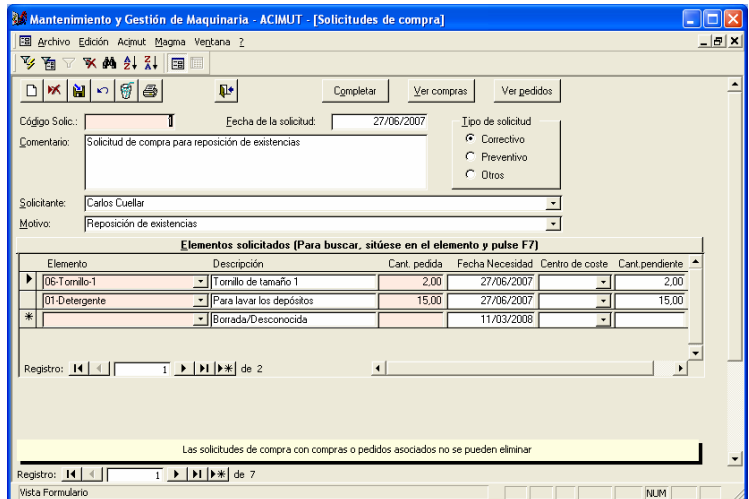 Mantenimiento y Gestión de Maquinaria - ACIMUT - [Solicitudes de compra]
Archivo Edición Acimut Magma Ventana ?
Completar Ver compras Ver pedidos
Código Solic.: 1 Fecha de la solicitud: 27/06/2007 Tipo de solicitud
Comentario: Solicitud de compra para reposición de existencias
Correctivo
Preventivo
Otros
Solicitante: Carlos Cuellar
Motivo: Reposición de existencias
Elementos solicitados (Para buscar, sitúese en el elemento y pulse F7)
Elemento Descripción Cant. pedida Fecha Necesidad Centro de coste Cant.pendiente
06-Tornillo-1 Tornillo de tamaño 1 2,00 27/06/2007 2,00
01-Detergente Para lavar los depósitos 15,00 27/06/2007 15,00
Borrada/Desconocida 11/03/2008
Registro: 1 de 2
Las solicitudes de compra con compras o pedidos asociados no se pueden eliminar
Registro: 1 de 7
Vista Formulario NUM